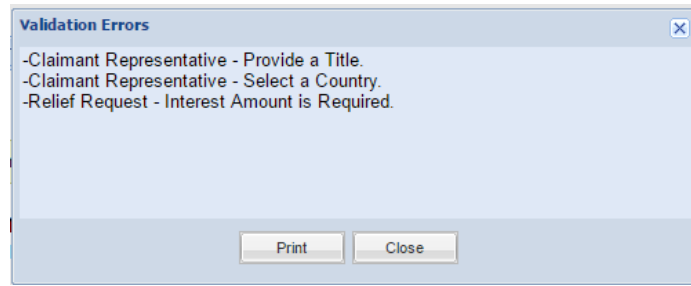 Validation Errors
-Claimant Representative - Provide a Title.
-Claimant Representative - Select a Country.
-Relief Request - Interest Amount is Required.
Print Close